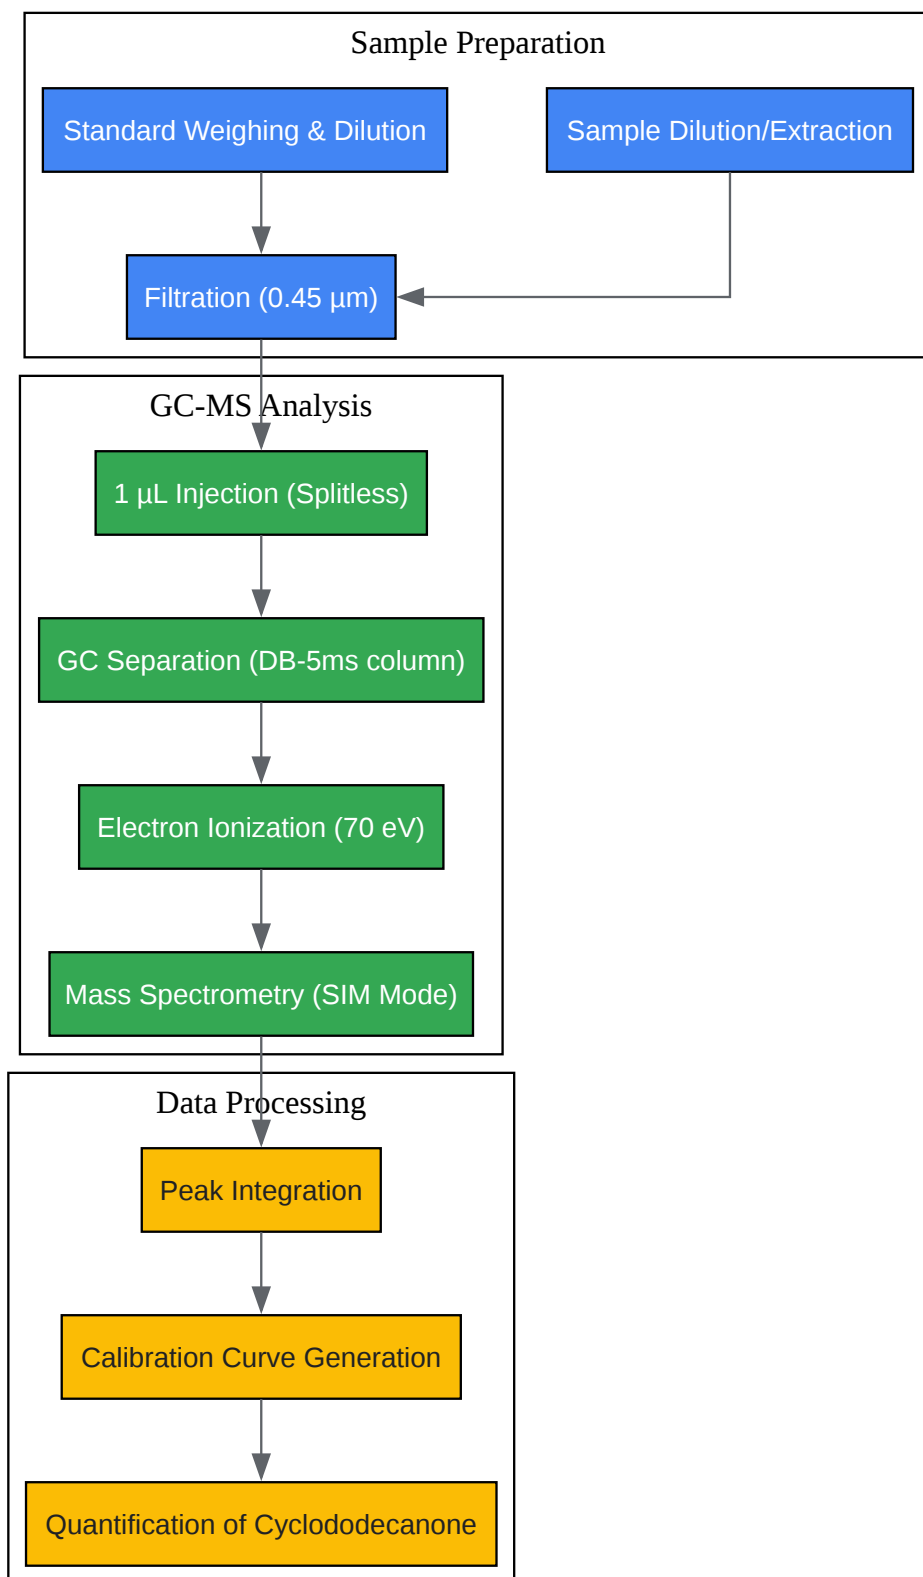 Sample Preparation
Standard Weighing & Dilution
Sample Dilution/Extraction
Filtration (0.45 µm)
GC-MS Analysis
1 µL Injection (Splitless)
GC Separation (DB-5ms column)
Electron Ionization (70 eV)
Mass Spectrometry (SIM Mode)
Data Processing
Peak Integration
Calibration Curve Generation
Quantification of Cyclododecanone